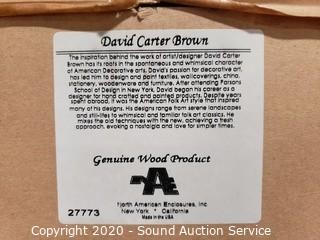 David Carter Brown
The inspiration behind the work of artist/designer David Carter
Brown has its roots in the spontaneous and whimsical character
of American Decorative arts. David's passion for decorative art,
has led him to design and paint textiles, wallcoverings, china,
stationery, woodenware and furniture. After attending Parsons
School of Design in New York, David began his career as a
designer for hand crafted and painted products. Despite years
spent abroad, it was the American Folk Art style that inspired
many of his designs. His designs range from serene landscapes
and still-lifes to whimsical and familiar folk art classics. He
mixes the old techniques with the new, achieving a fresh
approach, evoking a nostalgia and love for simpler times.
Genuine Wood Product
NAE
North American Enclosures, Inc
New York * California
27773
Made in the USA
Copyright 2020 - Sound Auction Service